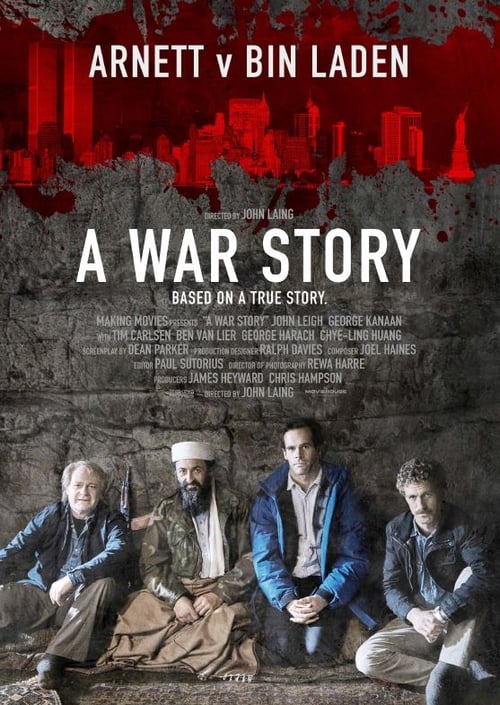 ARNETT v BIN LADEN
DIRECTED BY JOHN LAING
A WAR STORY
BASED ON A TRUE STORY.
MAKING MOVIES PRESENTS "A WAR STORY" JOHN LEIGH GEORGE KANAAN
WITH TIM CARLSEN BEN VAN LIER GEORGE HARACH CHYE-LING HUANG
SCREENPLAY BY DEAN PARKER PRODUCTION DESIGNER RALPH DAVIES COMPOSER JOEL HAINES
EDITOR PAUL SUTORIUS DIRECTOR OF PHOTOGRAPHY REWA HARRE
PRODUCERS JAMES HEYWARD CHRIS HAMPSON
DIRECTED BY JOHN LAING MOVIEHOUSE